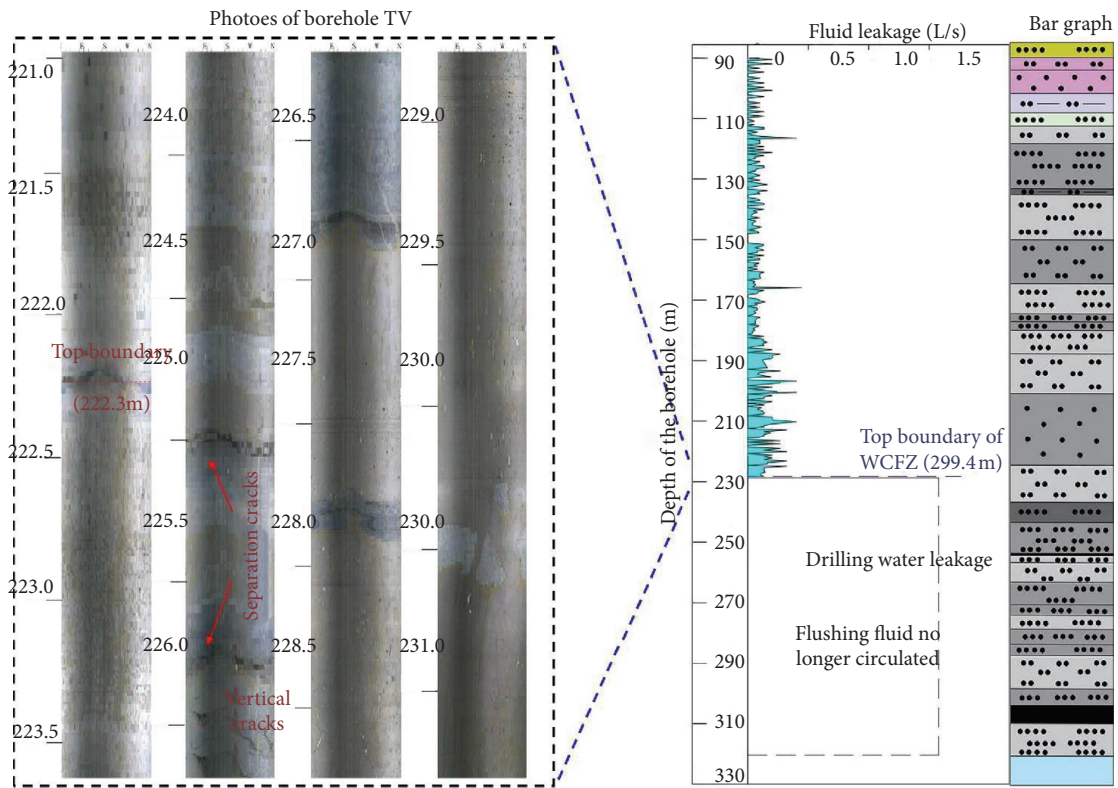 Photoes of borehole TV
E S W N
E S W N
E S W N
E S W N
221.0
221.5
222.0
Top boundary
(222.3m)
222.5
223.0
223.5
224.0
224.5
225.0
225.5
Separation cracks
226.0
Vertical
cracks
226.5
227.0
227.5
228.0
228.5
229.0
229.5
230.0
230.0
231.0
Fluid leakage (L/s)
0 0.5 1.0 1.5
Depth of the borehole (m)
90
110
130
150
170
190
210
230
250
270
290
310
330
Top boundary of
WCFZ (299.4m)
Drilling water leakage
Flushing fluid no
longer circulated
Bar graph